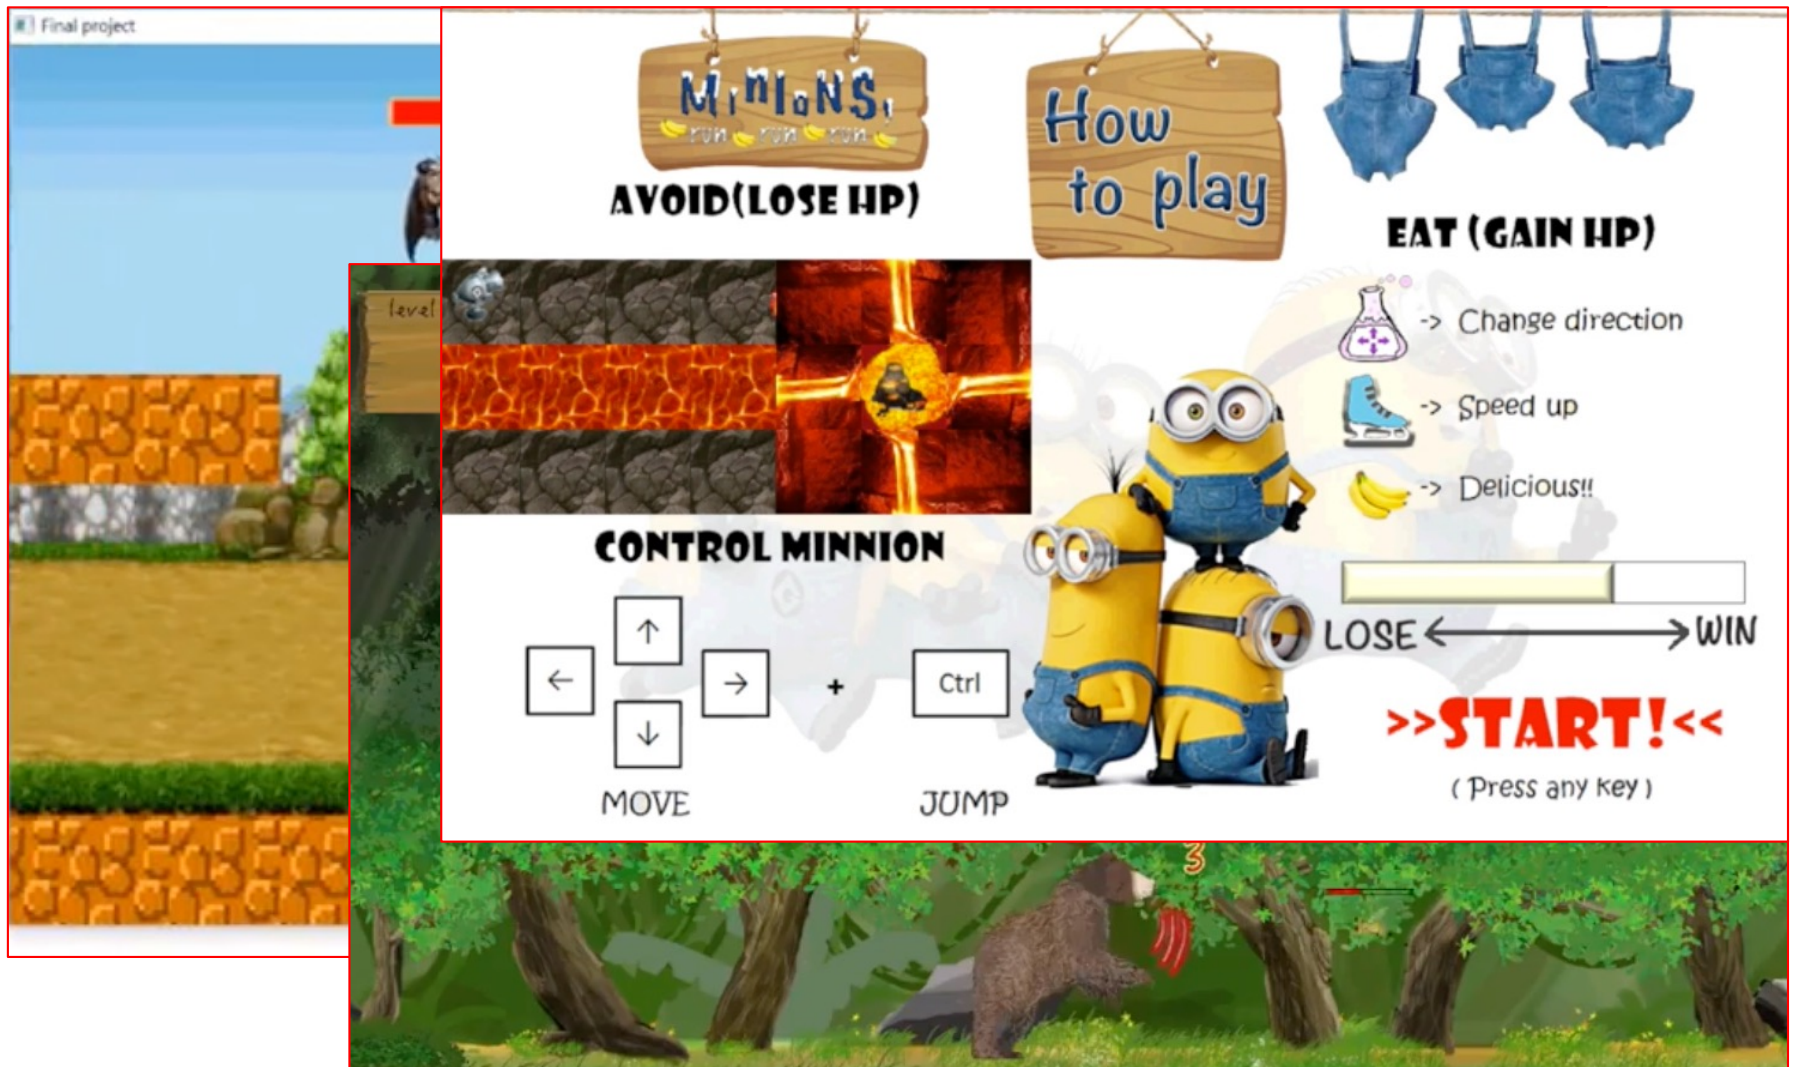 Final project
MiNIoNS!
run run run
How
to play
AVOID(LOSE HP)
EAT (GAIN HP)
level
-> Change direction
-> Speed up
-> Delicious!!
CONTROL MINNION
↑
← → + Ctrl
↓
MOVE JUMP
LOSE WIN
>>START!<<
( Press any key )
3